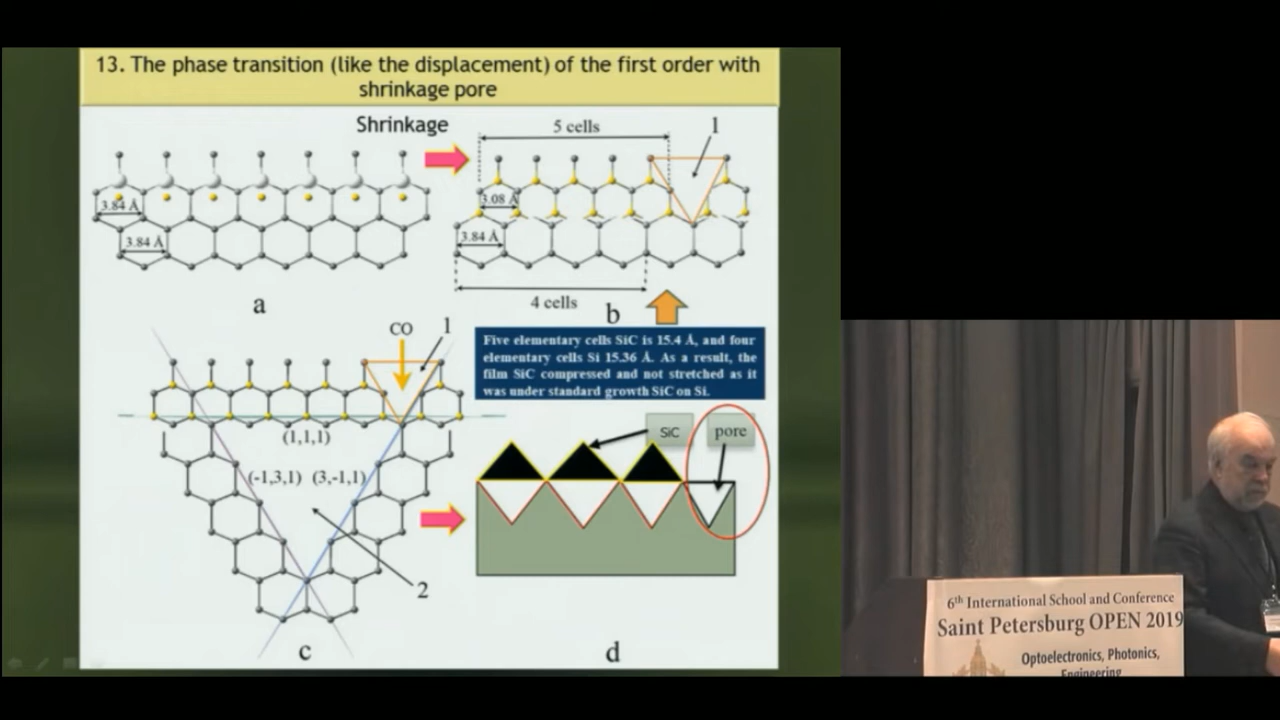 13. The phase transition (like the displacement) of the first order with
shrinkage pore
Shrinkage
5 cells
1
3.84 Å
3.84 Å
3.08 Å
3.84 Å
4 cells
a
b
CO
1
(1,1,1)
(-1,3,1) (3,-1,1)
2
c
Five elementary cells SiC is 15.4 Å, and four
elementary cells Si 15.36 Å. As a result, the
film SiC compressed and not stretched as it
was under standard growth SiC on Si.
SiC
pore
d
6th International School and Conference
Saint Petersburg OPEN 2019
Optoelectronics, Photonics,
Engineering